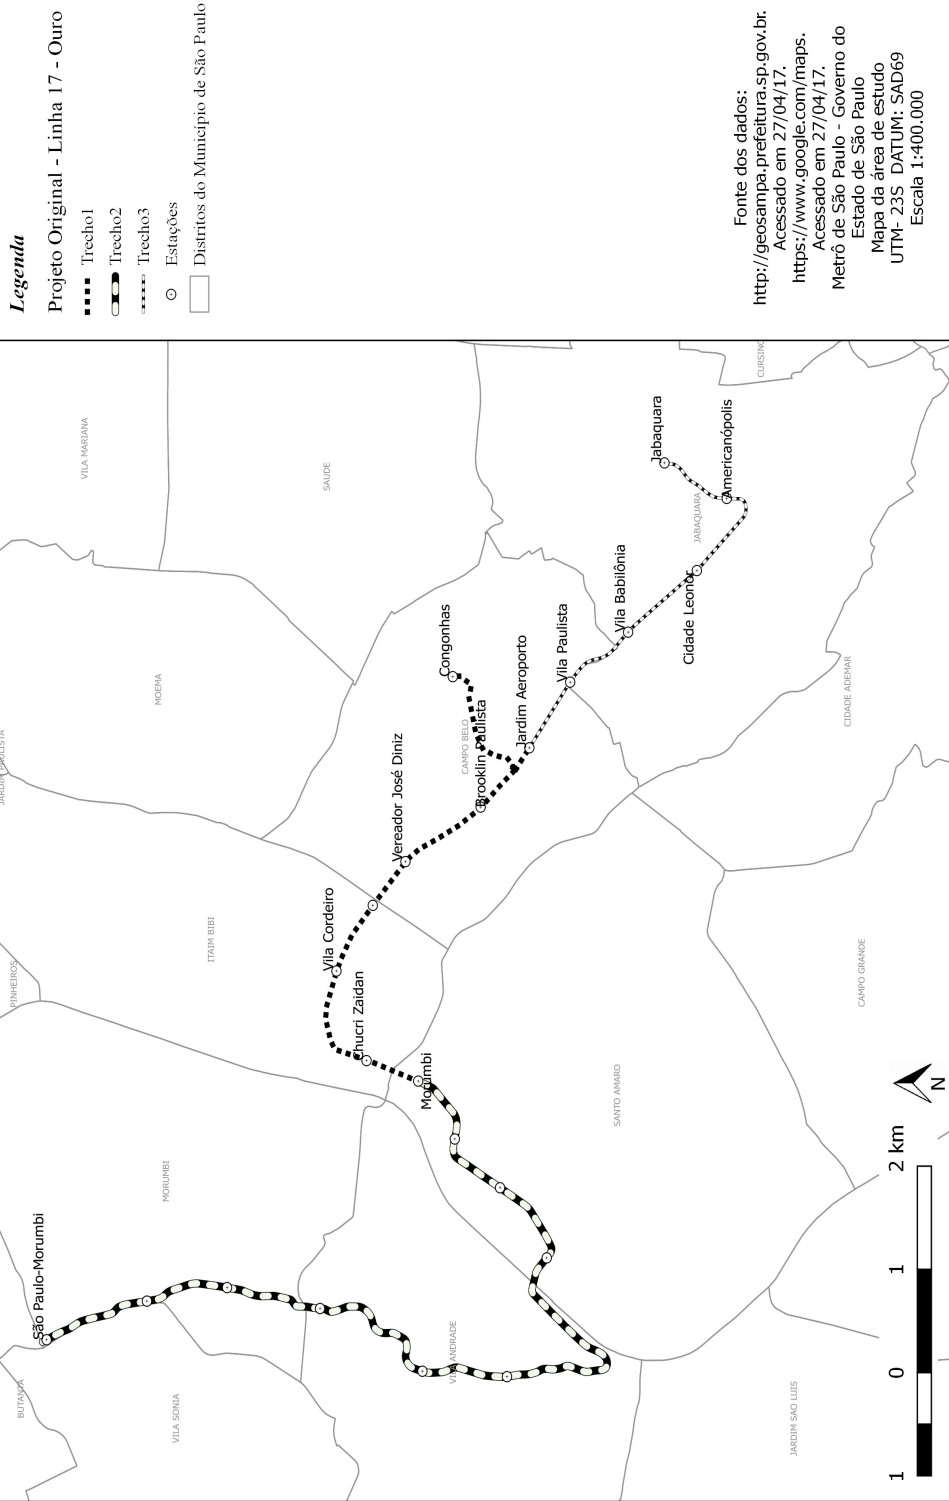 Legenda
Projeto Original - Linha 17 - Ouro
Trecho1
Trecho2
Trecho3
Estações
Distritos do Município de São Paulo
Fonte dos dados:
http://geosampa.prefeitura.sp.gov.br.
Acessado em 27/04/17.
https://www.google.com/maps.
Acessado em 27/04/17.
Metrô de São Paulo - Governo do
Estado de São Paulo
Mapa da área de estudo
UTM- 23S DATUM: SAD69
Escala 1:400.000
JARDIM PAULISTA
VILA MARIANA
PINHEIROS
MOEMA
SAUDE
BUTANTA
São Paulo-Morumbi
MORUMBI
ITAIM BIBI
VILA SONIA
Vila Cordeiro
Chucri Zaidan
Vereador José Diniz
Morumbi
Congonhas
CAMPO BELO
Brooklin Paulista
VILA ANDRADE
Jardim Aeroporto
Vila Paulista
Vila Babilônia
Jabaquara
SANTO AMARO
Cidade Leonor
JABAQUARA
Americanópolis
CURSINO
JARDIM SAO LUIS
CAMPO GRANDE
CIDADE ADEMAR
1 0 1 2 km
N